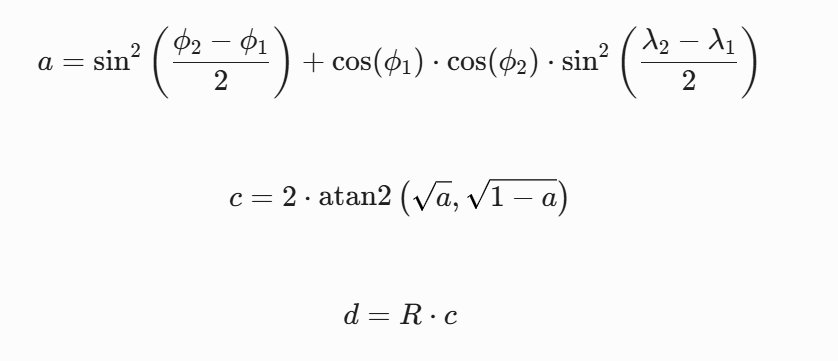 a = sin²((ϕ₂ − ϕ₁)/2) + cos(ϕ₁) · cos(ϕ₂) · sin²((λ₂ − λ₁)/2)
c = 2 · atan2(√a, √(1 − a))
d = R · c